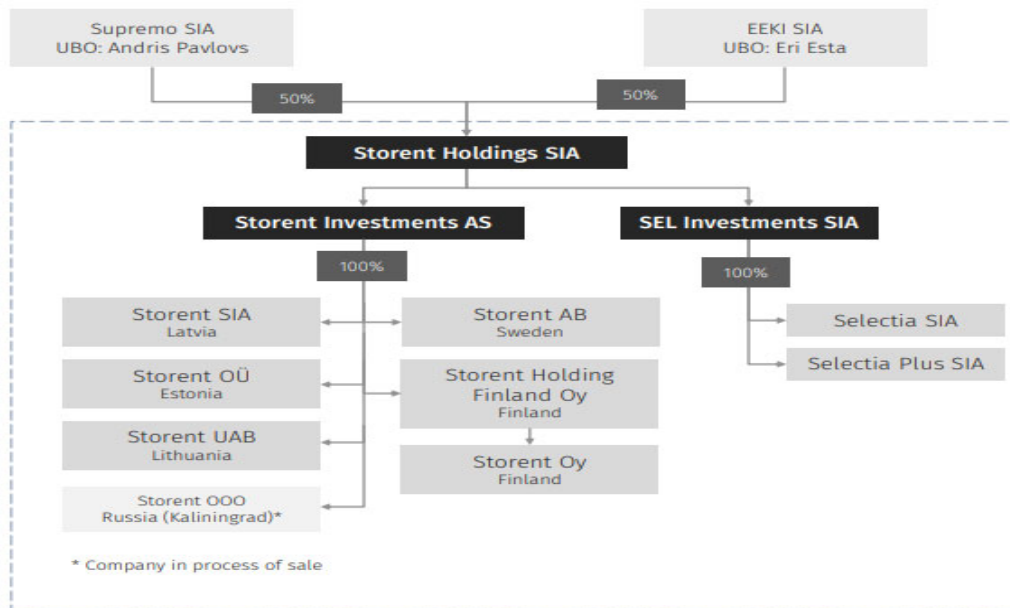 Supremo SIA
UBO: Andris Pavlovs
EEKI SIA
UBO: Eri Esta
50%
50%
Storent Holdings SIA
Storent Investments AS
SEL Investments SIA
100%
100%
Storent SIA
Latvia
Storent AB
Sweden
Selectia SIA
Storent OÜ
Estonia
Storent Holding
Finland Oy
Finland
Selectia Plus SIA
Storent UAB
Lithuania
Storent Oy
Finland
Storent OOO
Russia (Kaliningrad)*
* Company in process of sale